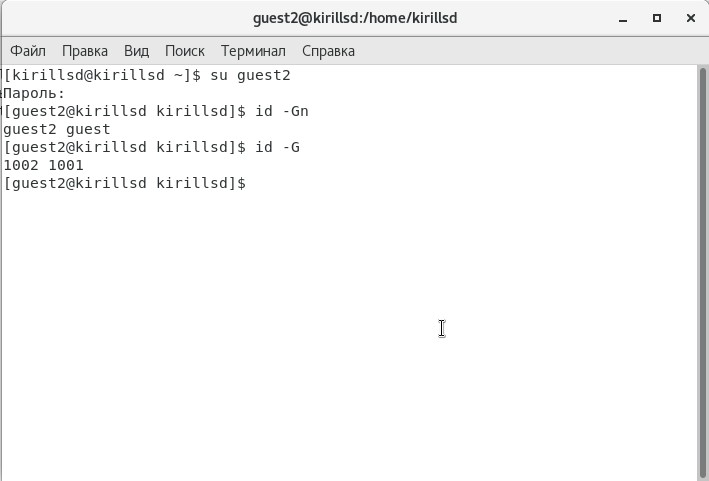 guest2@kirillsd:/home/kirillsd
Файл Правка Вид Поиск Терминал Справка
[kirillsd@kirillsd ~]$ su guest2
Пароль:
[guest2@kirillsd kirillsd]$ id -Gn
guest2 guest
[guest2@kirillsd kirillsd]$ id -G
1002 1001
[guest2@kirillsd kirillsd]$